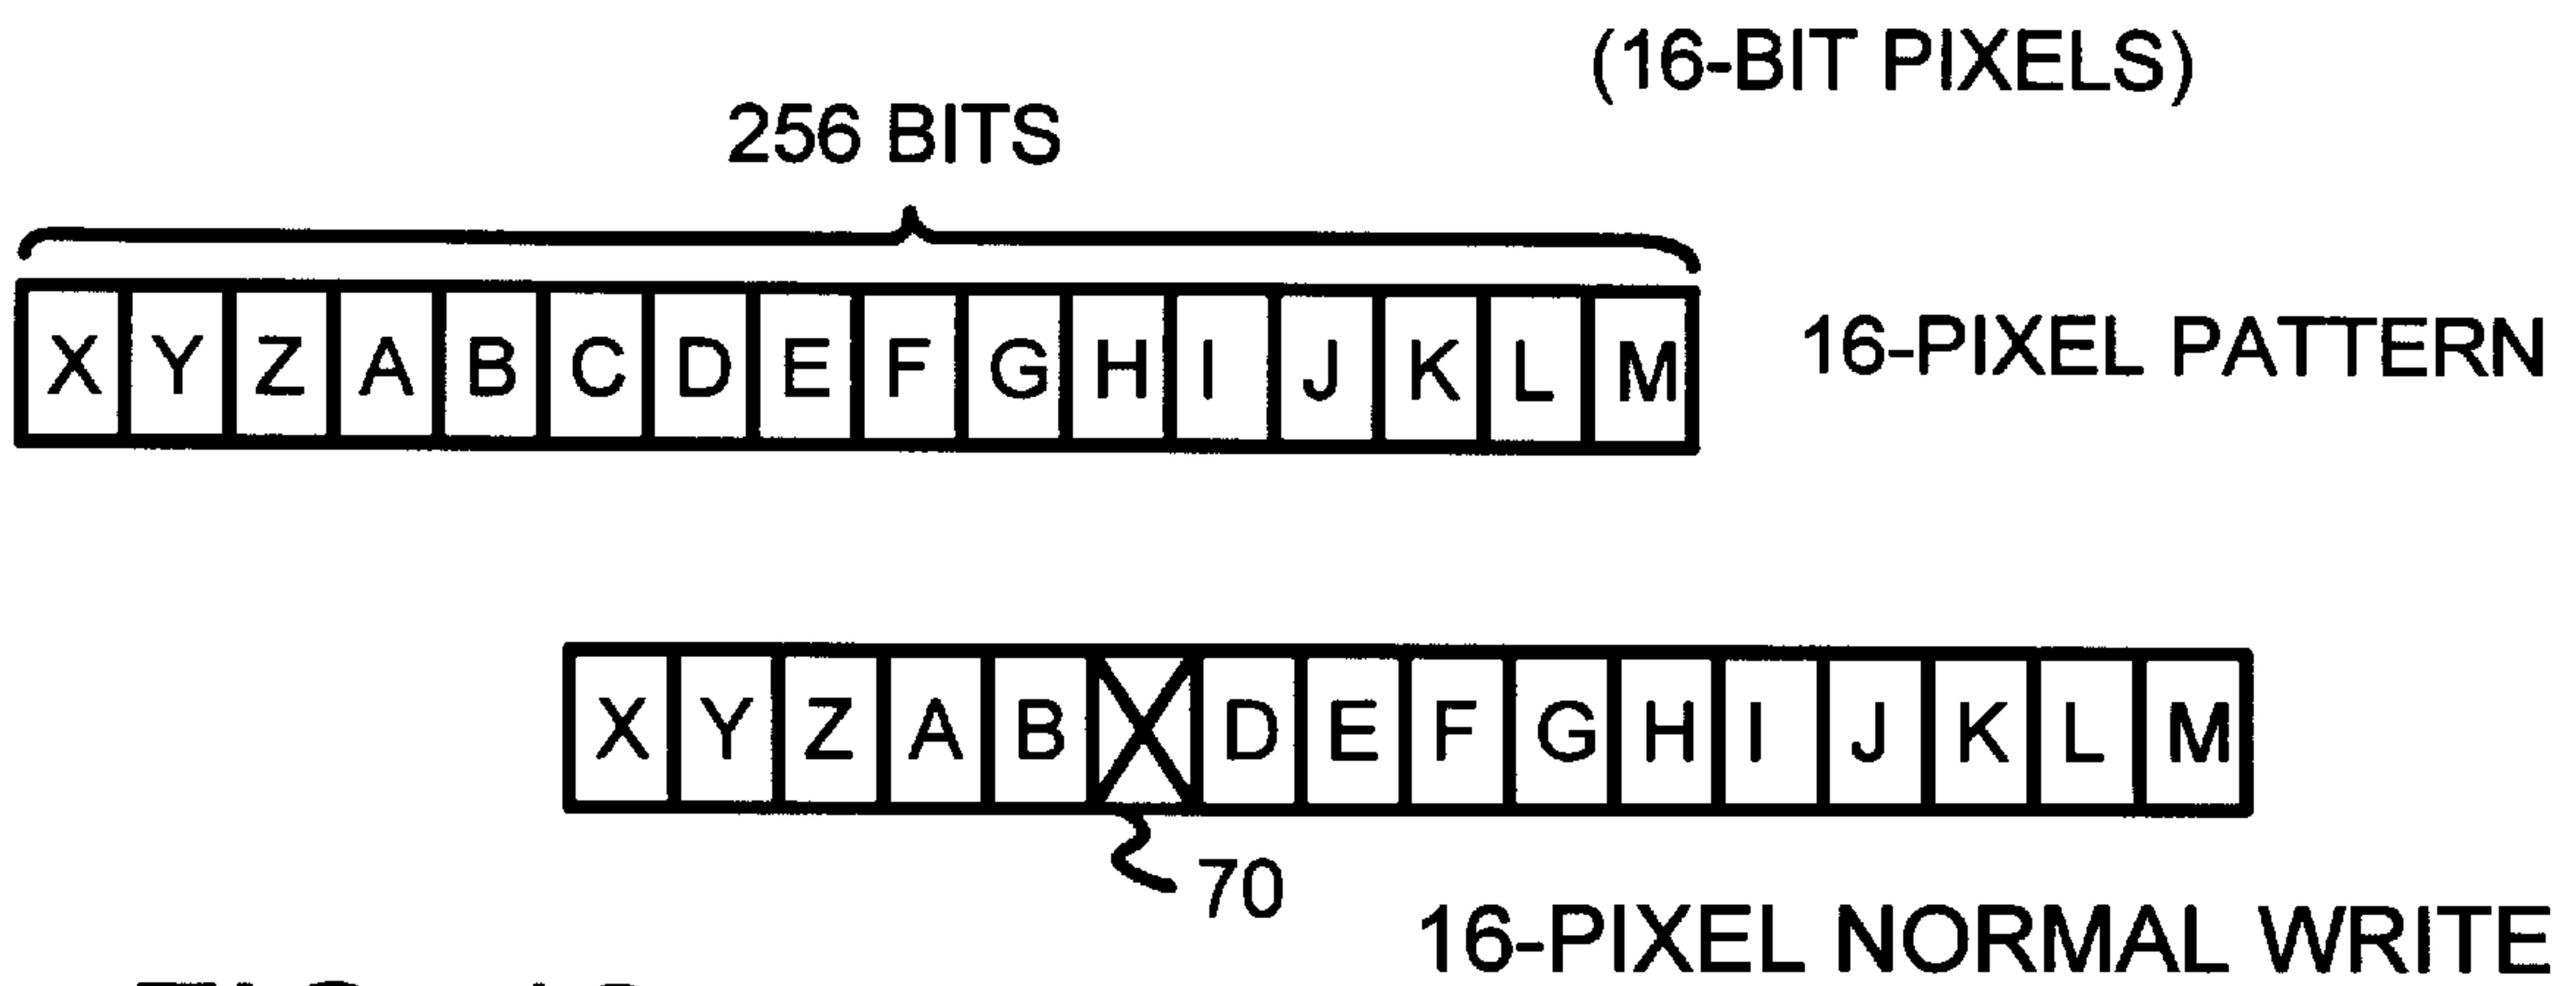 (16-BIT PIXELS)
256 BITS
X Y Z A B C D E F G H I J K L M 16-PIXEL PATTERN
X Y Z A B D E F G H I J K L M
70
16-PIXEL NORMAL WRITE